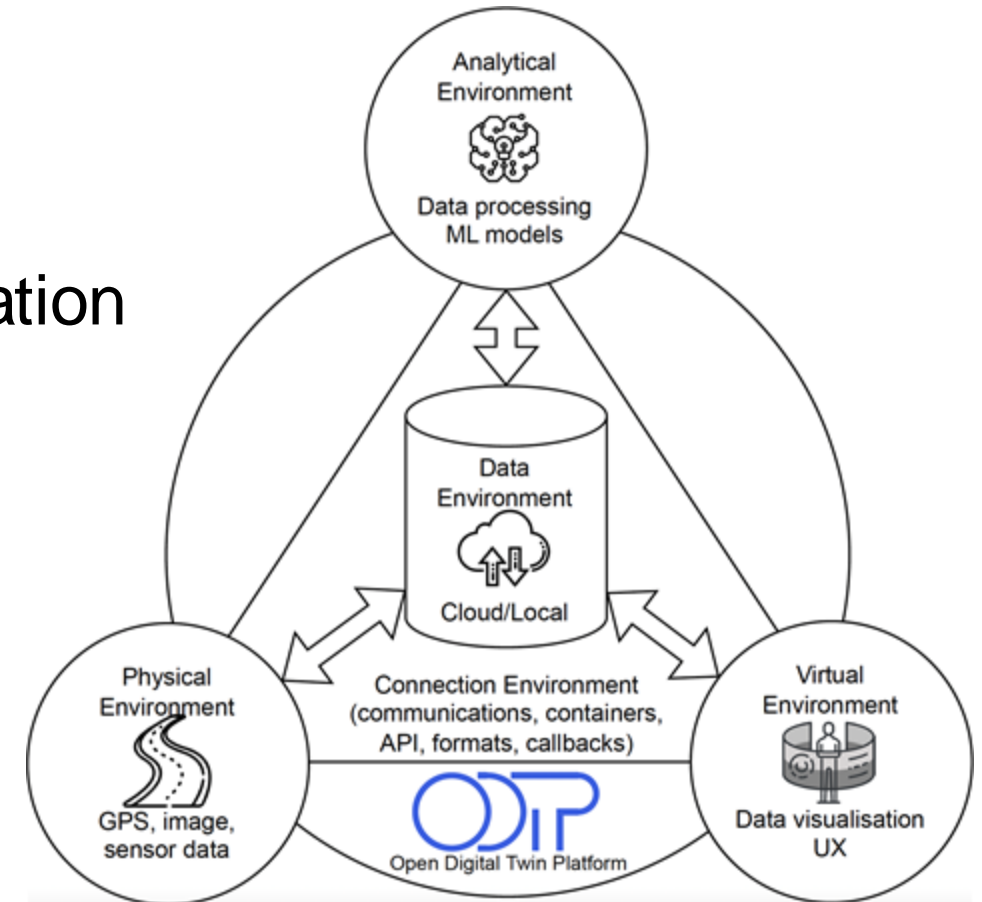 Analytical
Environment
Data processing
ML models
ation
Data
Environment
Cloud/Local
Physical
Environment
GPS, image,
sensor data
Connection Environment
(communications, containers,
API, formats, callbacks)
Virtual
Environment
Data visualisation
UX
ODTP
Open Digital Twin Platform